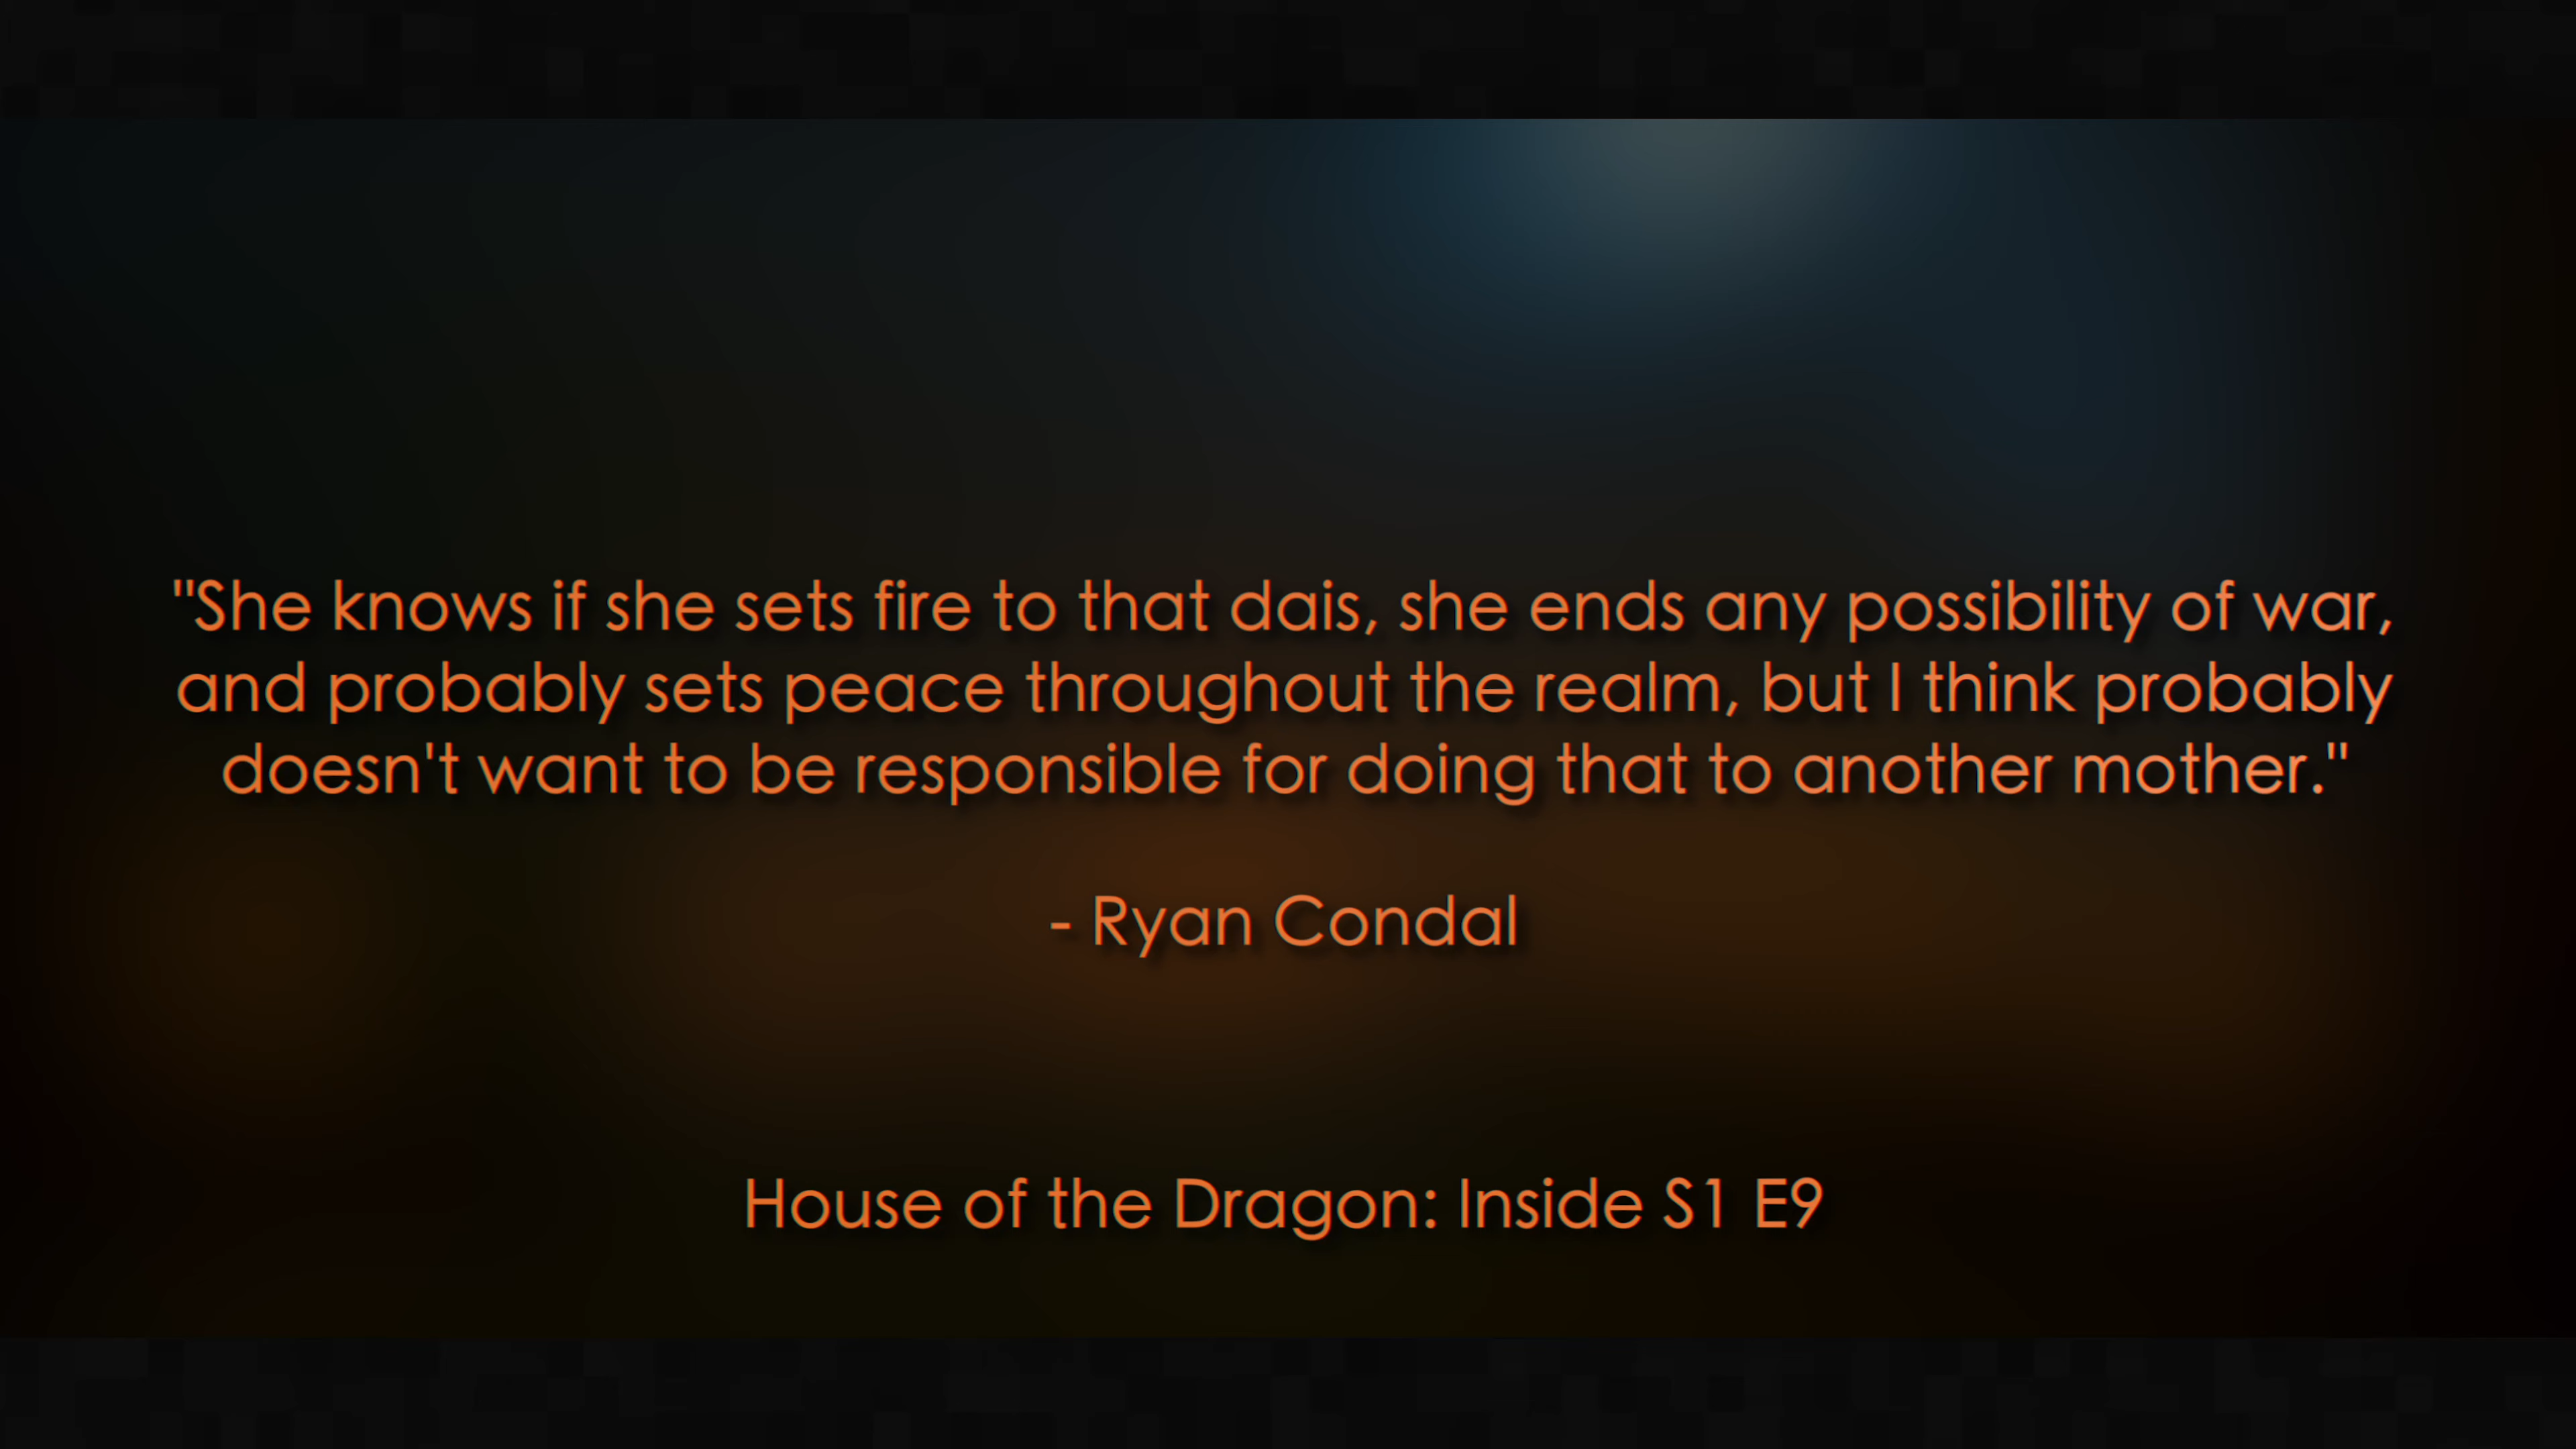 "She knows if she sets fire to that dais, she ends any possibility of war,
and probably sets peace throughout the realm, but I think probably
doesn't want to be responsible for doing that to another mother."
- Ryan Condal
House of the Dragon: Inside S1 E9